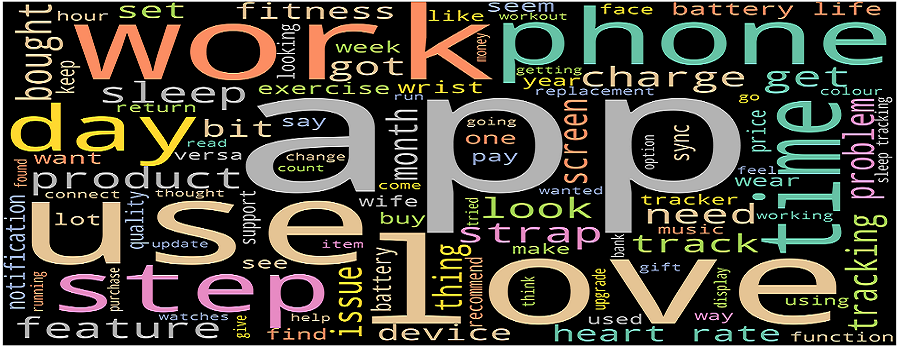 bought
hour
set
fitness
like
seem
workout
face
battery life
keep
work
looking
week
got
money
phone
getting
year
charge
get
colour
sleep
return
exercise
wrist
replacement
go
day
bit
say
app
run
going
one
pay
month
screen
option
sync
price
time
problem
sleep tracking
found
want
read
versa
change
count
come
feel
wear
product
connect
thought
wife
wanted
tracker
need
working
notification
use
lot
quality
update
support
buy
tried
look
strap
music
track
tracking
item
see
make
bank
love
gift
running
step
purchase
issue
battery
thing
recommend
think
upgrade
display
using
feature
watches
give
help
find
device
used
way
heart rate
function